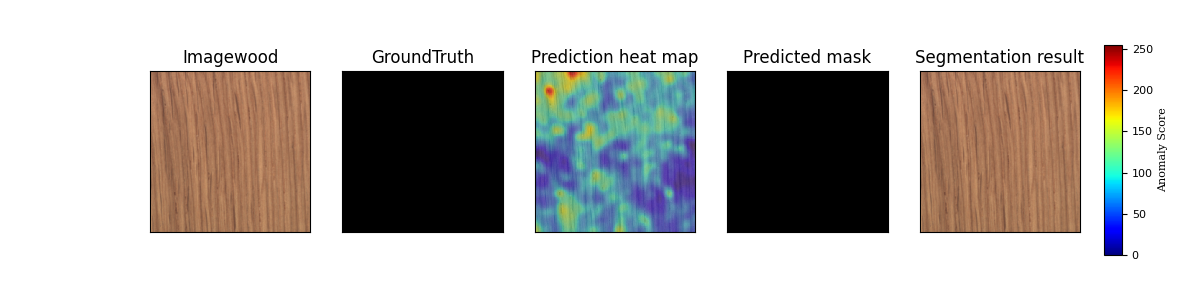 Imagewood
GroundTruth
Prediction heat map
Predicted mask
Segmentation result
250
200
150
100
50
0
Anomaly Score